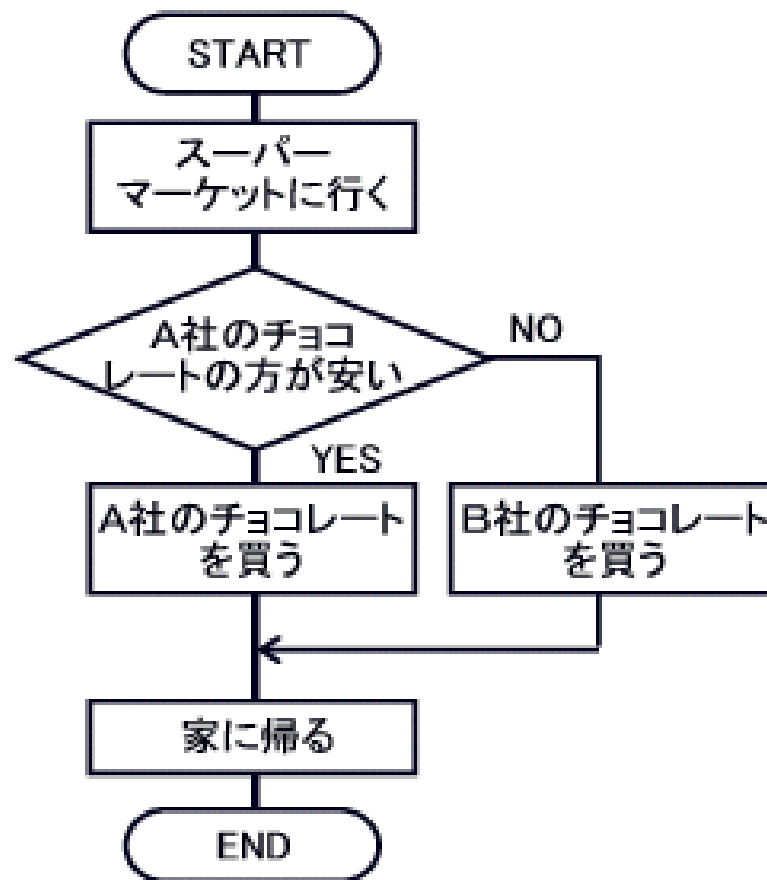 START
スーパー
マーケットに行く
A社のチョコ
レートの方が安い
NO
YES
A社のチョコレート
を買う
B社のチョコレート
を買う
家に帰る
END